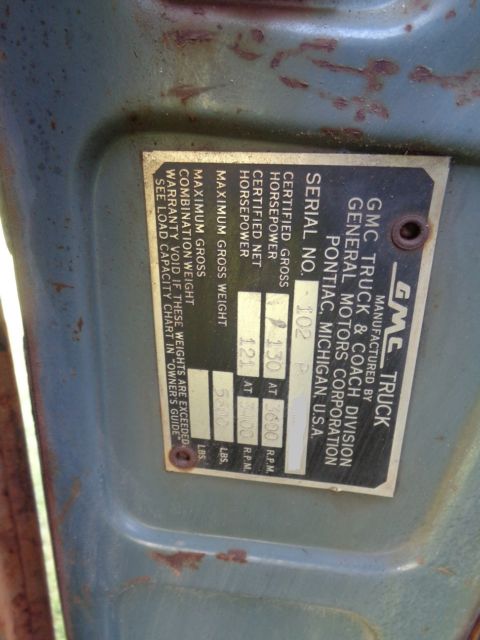 GMC TRUCK
MANUFACTURED BY
GMC TRUCK & COACH DIVISION
GENERAL MOTORS CORPORATION
PONTIAC, MICHIGAN U.S.A.
SERIAL NO. 102 P
CERTIFIED GROSS
HORSEPOWER 130 AT 3600 R.P.M.
CERTIFIED NET
HORSEPOWER 121 AT R.P.M.
MAXIMUM GROSS WEIGHT LBS.
MAXIMUM GROSS
COMBINATION WEIGHT LBS.
WARRANTY VOID IF THESE WEIGHTS ARE EXCEEDED
SEE LOAD CAPACITY CHART IN "OWNER'S GUIDE"